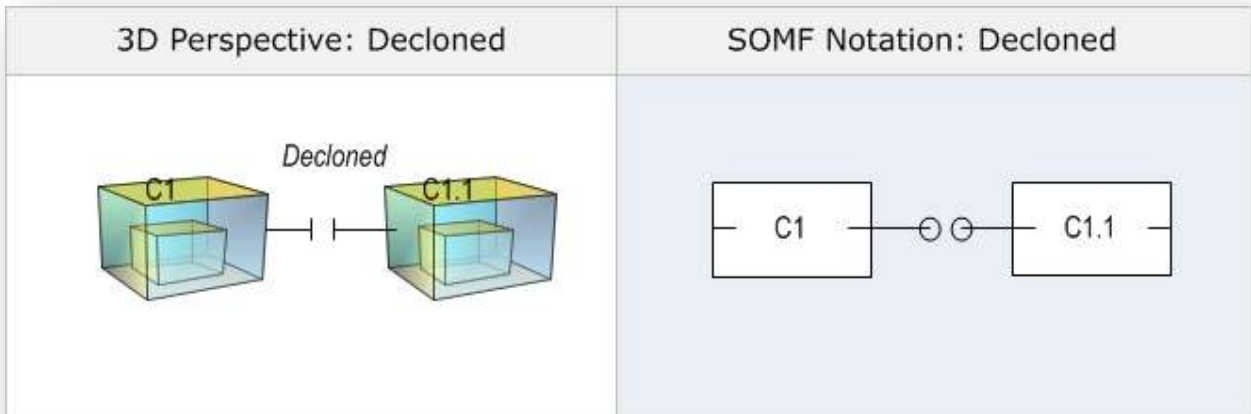 3D Perspective: Decloned
SOMF Notation: Decloned
Decloned
C1
C1.1
C1
C1.1